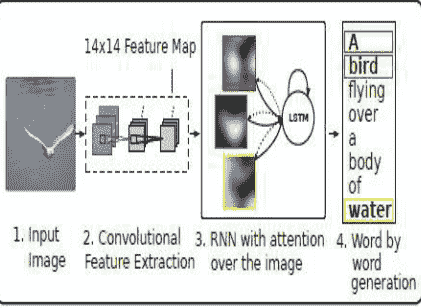 14x14 Feature Map
LSTM
A
bird
flying
over
a
body
of
water
1. Input
Image
2. Convolutional
Feature Extraction
3. RNN with attention
over the image
4. Word by
word
generation